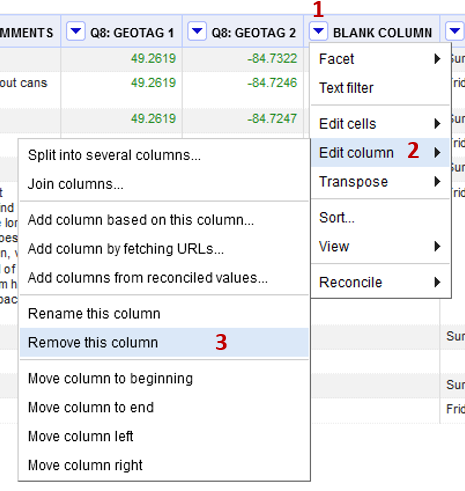 1
MMENTS Q8: GEOTAG 1 Q8: GEOTAG 2 BLANK COLUMN
49.2619 -84.7322
out cans 49.2619 -84.7246
49.2619 -84.7247
Facet
Text filter
Edit cells
Edit column 2
Transpose
Sort...
View
Reconcile
Split into several columns...
Join columns...
Add column based on this column...
Add column by fetching URLs...
Add columns from reconciled values...
Rename this column
Remove this column 3
Move column to beginning
Move column to end
Move column left
Move column right
Sur
Sur
Frid